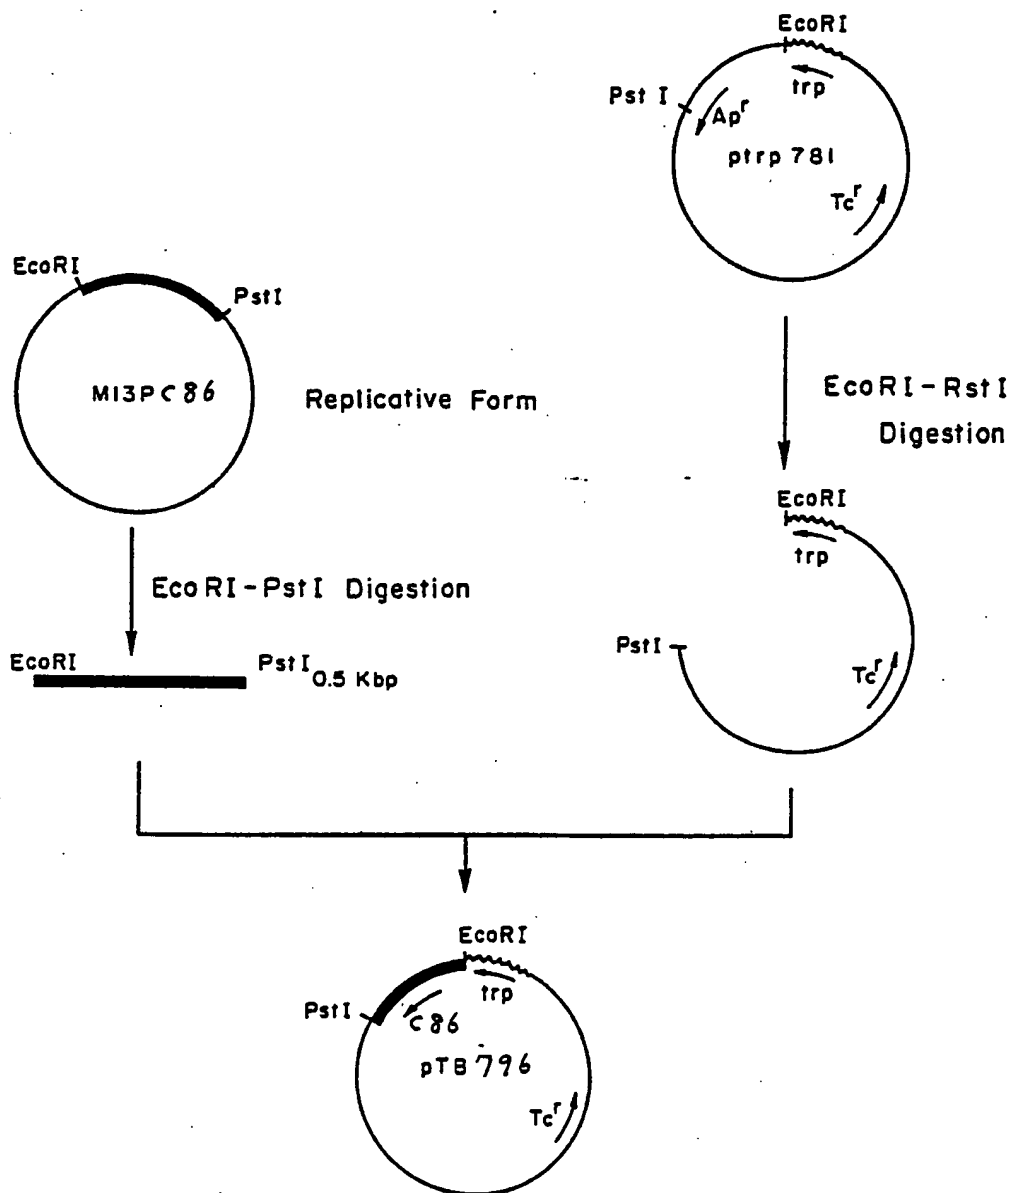 EcoRI
trp
Pst I
Apʳ
ptrp 781
Tcʳ
EcoRI
PstI
M13PC86
Replicative Form
EcoRI-RstI
Digestion
EcoRI
trp
EcoRI-PstI Digestion
PstI
Tcʳ
EcoRI
PstI
0.5 Kbp
EcoRI
trp
PstI
C86
pTB796
Tcʳ